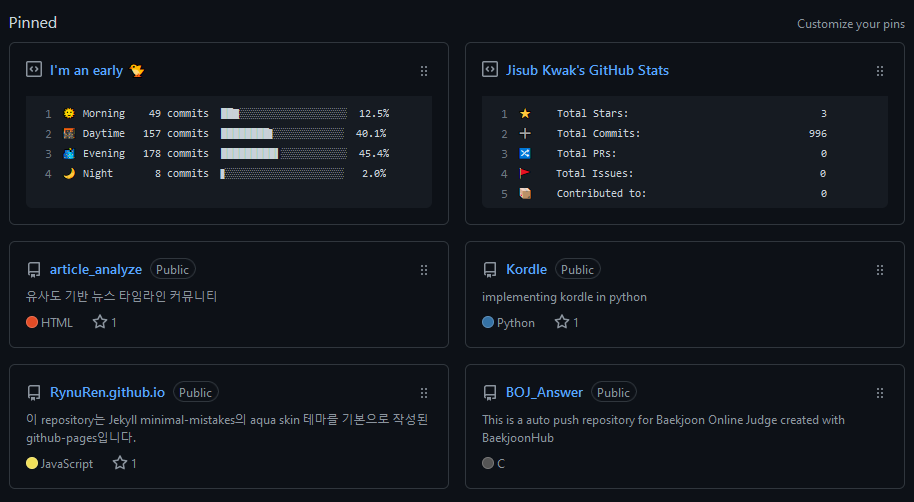 Pinned
Customize your pins
I'm an early 🐤
1 🌞 Morning 49 commits ██▌░░░░░░░░░░░░░░░░░░ 12.5%
2 🌆 Daytime 157 commits ████████▍░░░░░░░░░░░░ 40.1%
3 🌃 Evening 178 commits █████████▌░░░░░░░░░░░ 45.4%
4 🌙 Night 8 commits ▍░░░░░░░░░░░░░░░░░░░░ 2.0%
Jisub Kwak's GitHub Stats
1 ⭐ Total Stars: 3
2 ➕ Total Commits: 996
3 🔀 Total PRs: 0
4 🚩 Total Issues: 0
5 📦 Contributed to: 0
article_analyze Public
유사도 기반 뉴스 타임라인 커뮤니티
HTML 1
Kordle Public
implementing kordle in python
Python 1
RynuRen.github.io Public
이 repository는 Jekyll minimal-mistakes의 aqua skin 테마를 기본으로 작성된
github-pages입니다.
JavaScript 1
BOJ_Answer Public
This is a auto push repository for Baekjoon Online Judge created with
BaekjoonHub
C